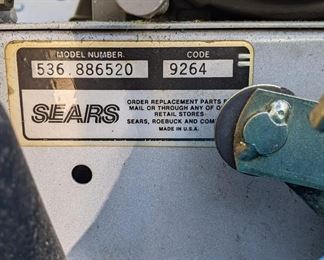 MODEL NUMBER CODE
536.886520 9264
SEARS
ORDER REPLACEMENT PARTS
MAIL OR THROUGH ANY OF
RETAIL STORES
SEARS, ROEBUCK AND
MADE IN U.S.A.